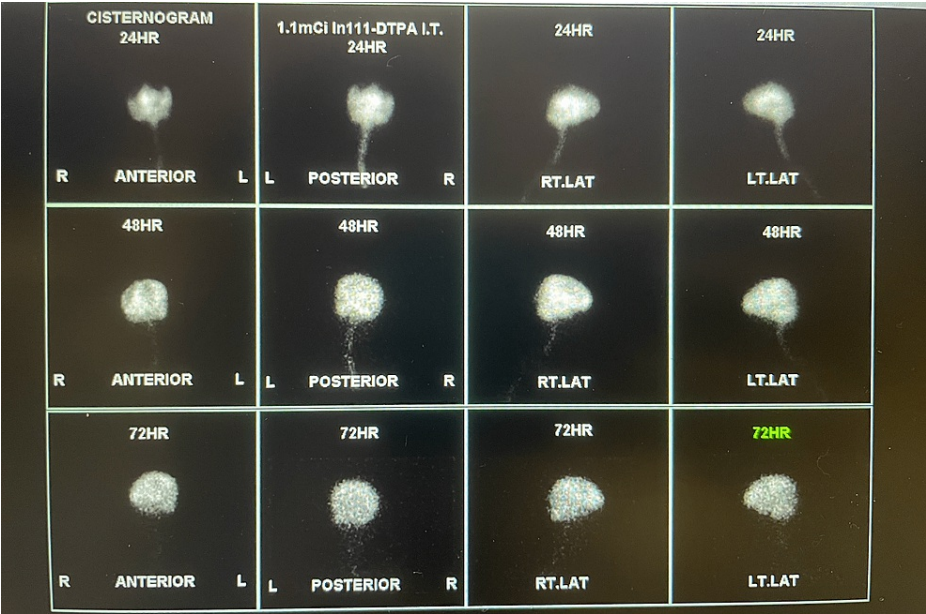 CISTERNOGRAM
24HR
R ANTERIOR L
1.1mCi In111-DTPA I.T.
24HR
L POSTERIOR R
24HR
RT.LAT
24HR
LT.LAT
48HR
R ANTERIOR L
48HR
L POSTERIOR R
48HR
RT.LAT
48HR
LT.LAT
72HR
R ANTERIOR L
72HR
L POSTERIOR R
72HR
RT.LAT
72HR
LT.LAT